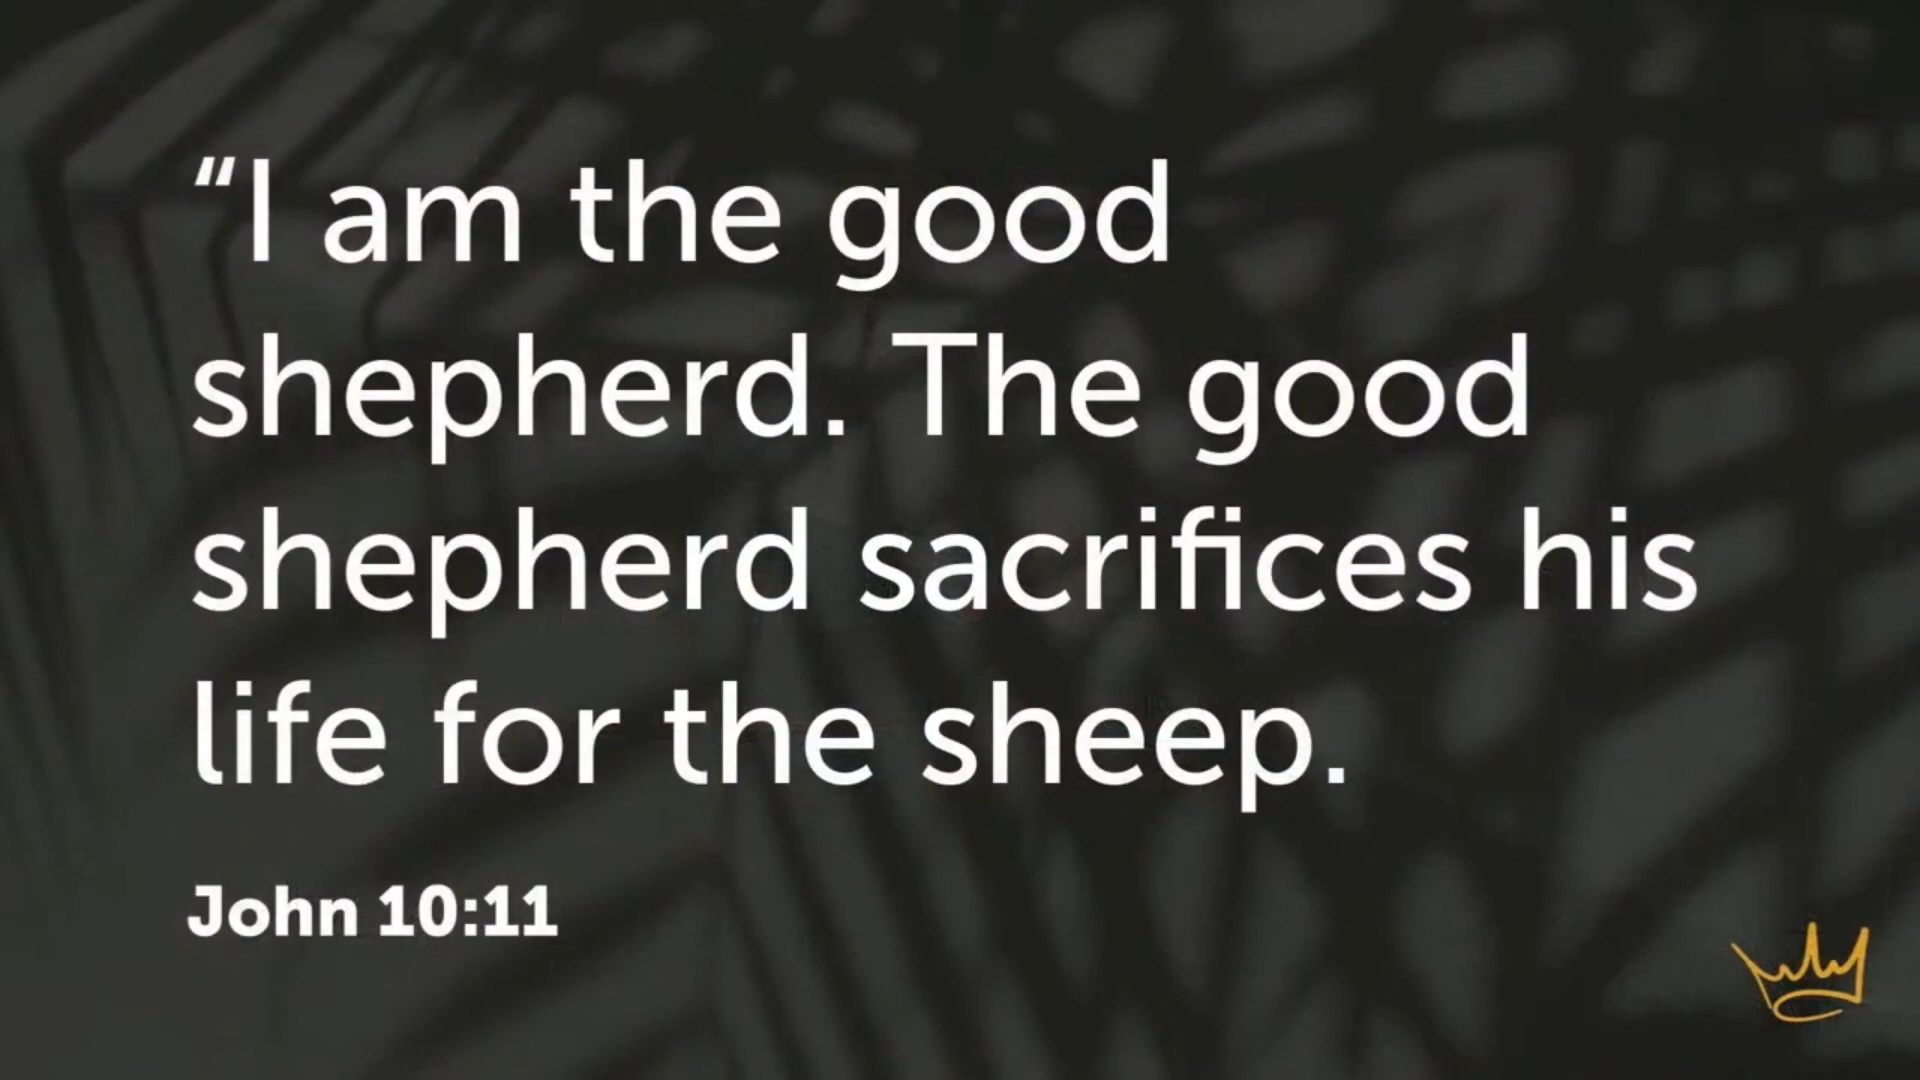 “I am the good
shepherd. The good
shepherd sacrifices his
life for the sheep.
John 10:11